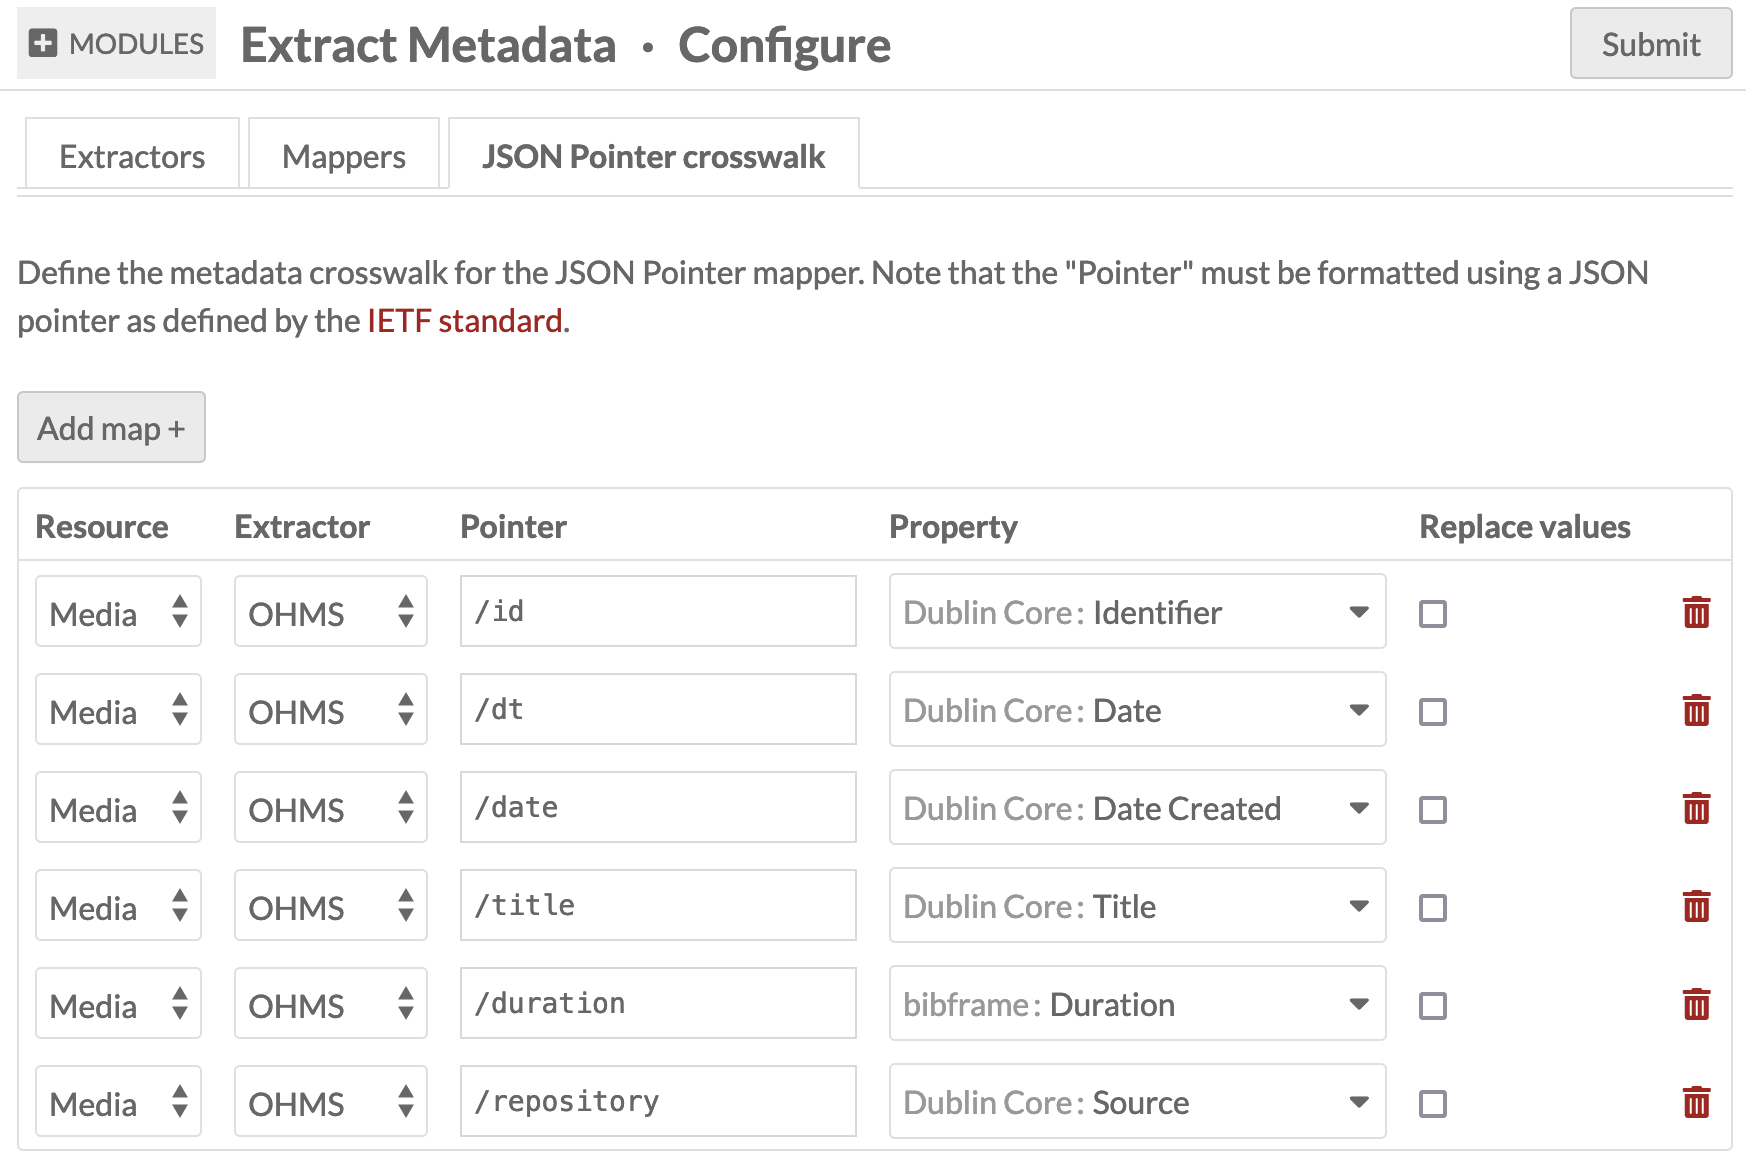 MODULES Extract Metadata · Configure Submit
Extractors Mappers JSON Pointer crosswalk
Define the metadata crosswalk for the JSON Pointer mapper. Note that the "Pointer" must be formatted using a JSON
pointer as defined by the IETF standard.
Add map +
Resource Extractor Pointer Property Replace values
Media OHMS /id Dublin Core: Identifier
Media OHMS /dt Dublin Core: Date
Media OHMS /date Dublin Core: Date Created
Media OHMS /title Dublin Core: Title
Media OHMS /duration bibframe: Duration
Media OHMS /repository Dublin Core: Source